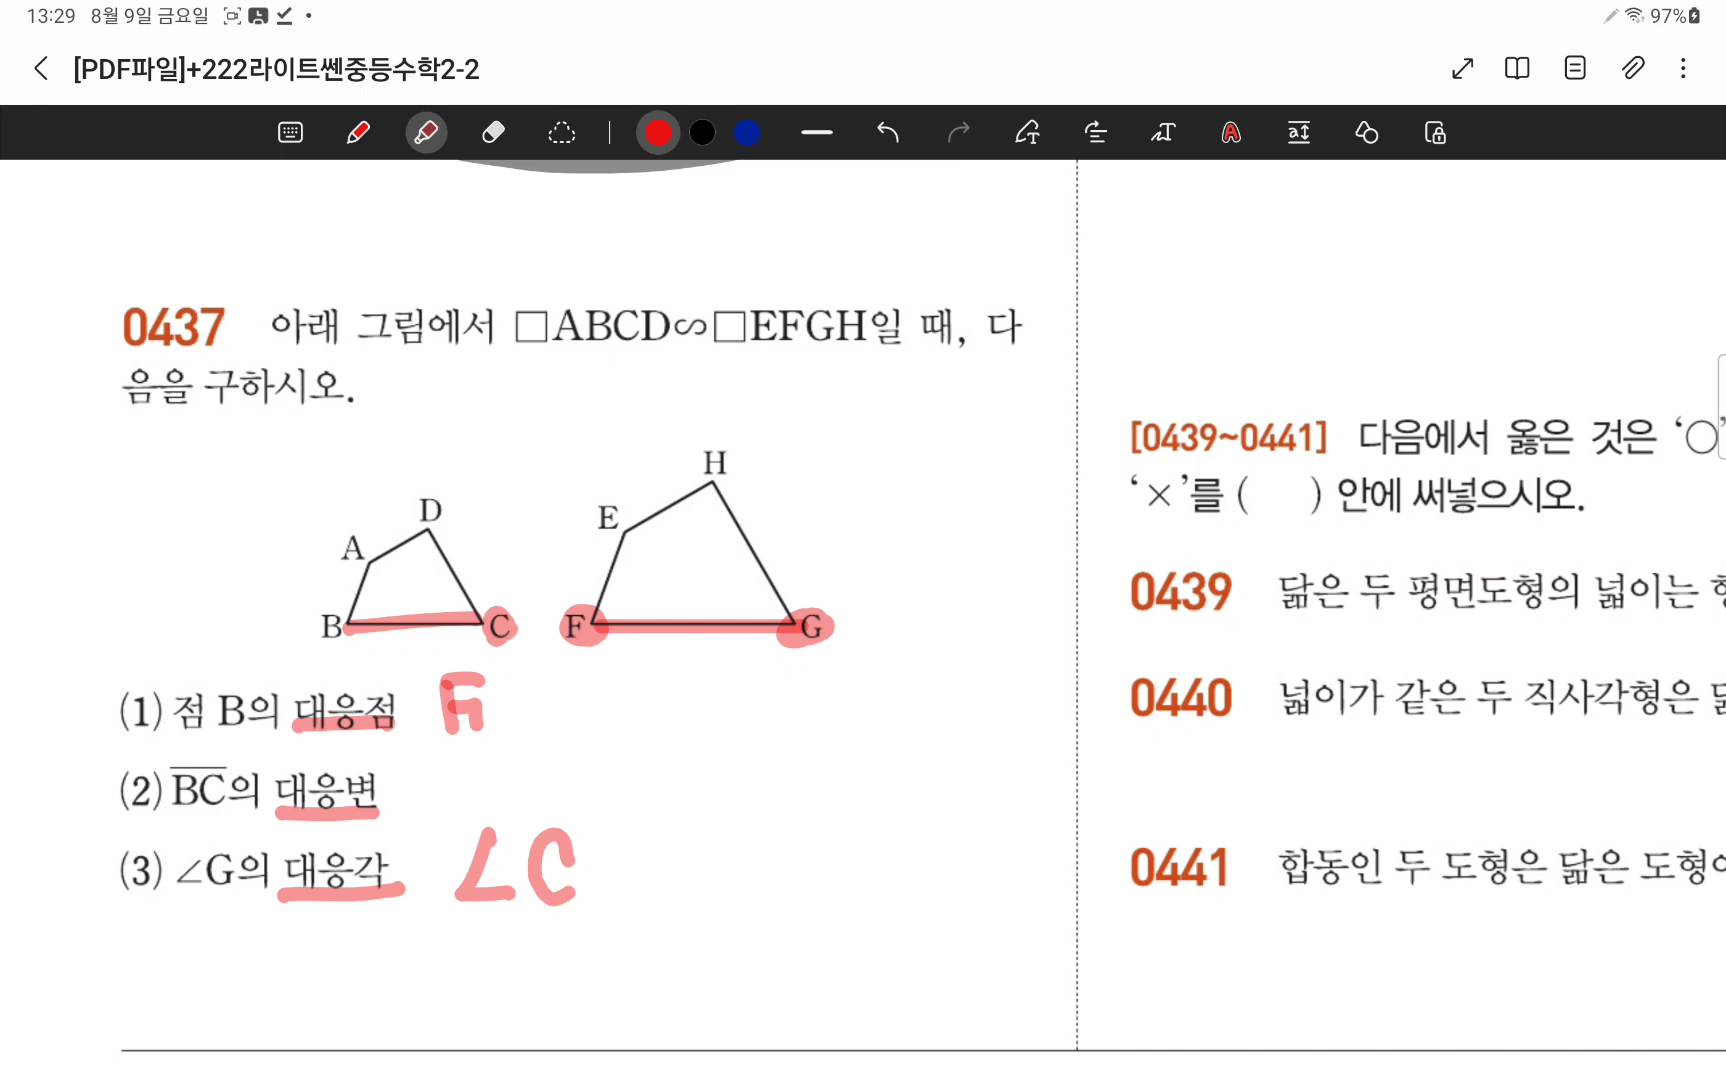 13:29 8월 9일 금요일
97%
[PDF파일]+222라이트쎈중등수학2-2
0437 아래 그림에서 □ABCD∽□EFGH일 때, 다
음을 구하시오.
H
D
E
A
B
C
F
G
(1) 점 B의 대응점 F
(2) BC의 대응변
(3) ∠G의 대응각 ∠C
[0439~0441] 다음에서 옳은 것은 ‘○’
‘×’를 ( ) 안에 써넣으시오.
0439 닮은 두 평면도형의 넓이는
0440 넓이가 같은 두 직사각형은
0441 합동인 두 도형은 닮은 도형이